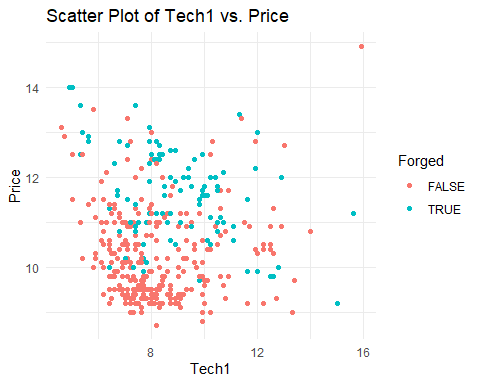 Scatter Plot of Tech1 vs. Price
14
12
10
Price
8
12
16
Tech1
Forged
FALSE
TRUE